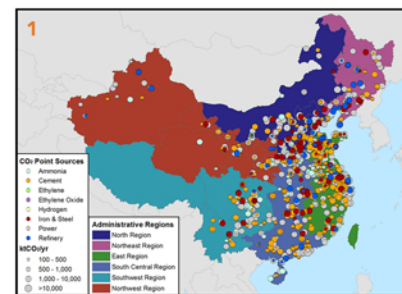 1
CO₂ Point Sources
Ammonia
Cement
Ethylene
Ethylene Oxide
Hydrogen
Iron & Steel
Power
Refinery
ktCO₂/yr
100 - 500
500 - 1,000
1,000 - 10,000
>10,000
Administrative Regions
North Region
Northeast Region
East Region
South Central Region
Southwest Region
Northwest Region